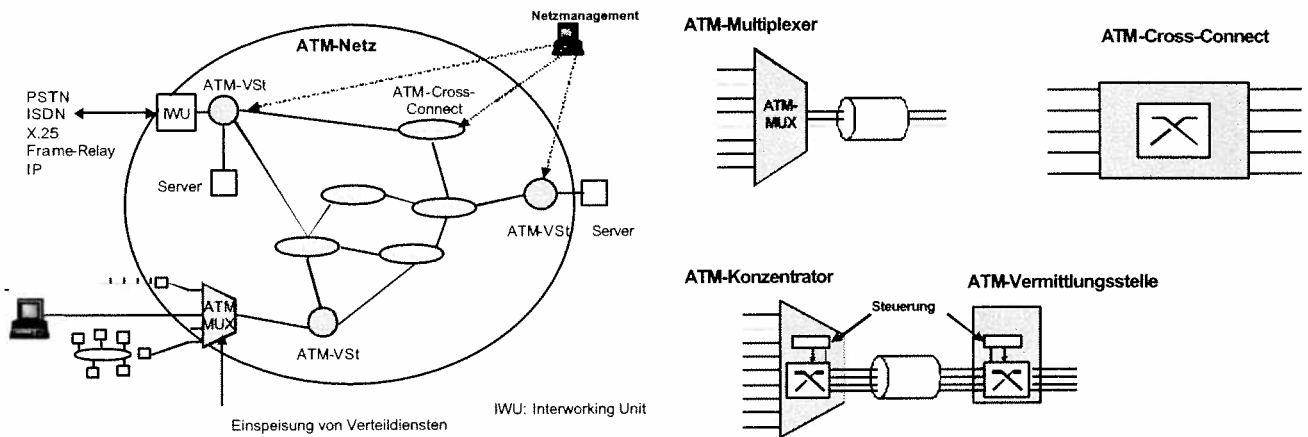 Netzmanagement
ATM-Netz
ATM-VSt
ATM-Cross-
Connect
PSTN
ISDN
X.25
Frame-Relay
IP
IWU
Server
ATM-VSt
Server
ATM
MUX
ATM-VSt
Einspeisung von Verteildiensten
IWU: Interworking Unit
ATM-Multiplexer
ATM-
MUX
ATM-Cross-Connect
ATM-Konzentrator
ATM-Vermittlungsstelle
Steuerung